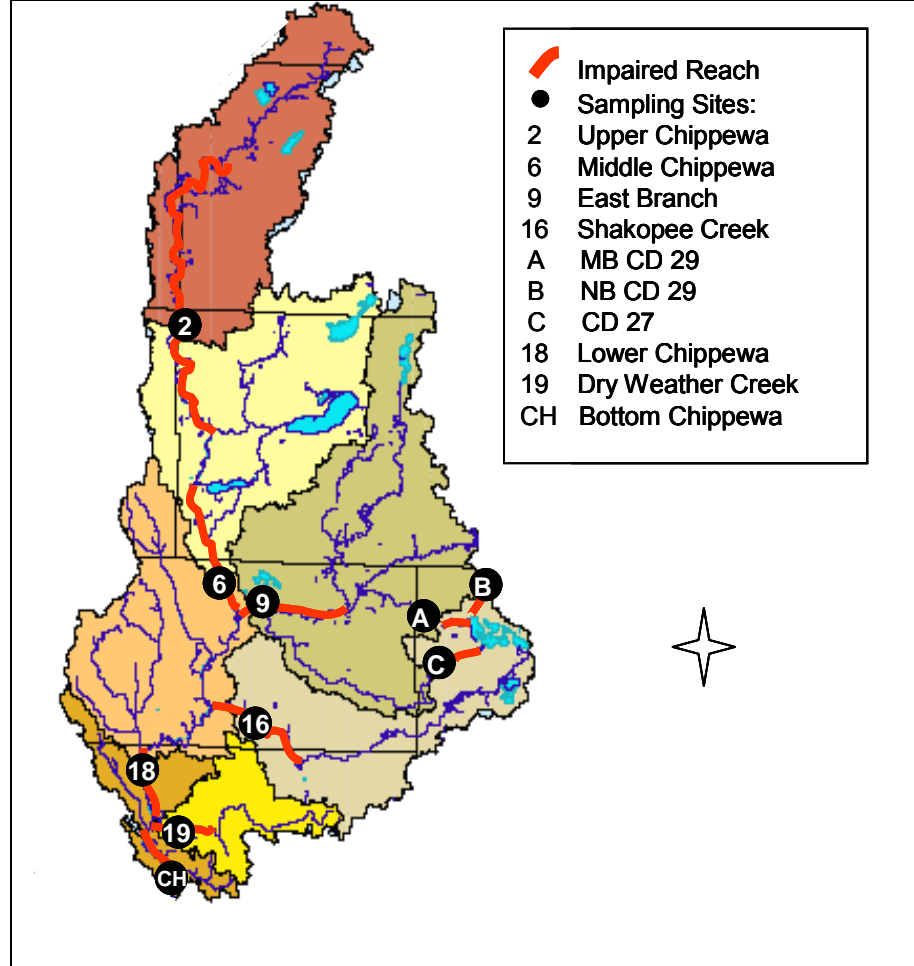 Impaired Reach
Sampling Sites:
2 Upper Chippewa
6 Middle Chippewa
9 East Branch
16 Shakopee Creek
A MB CD 29
B NB CD 29
C CD 27
18 Lower Chippewa
19 Dry Weather Creek
CH Bottom Chippewa
2
6
9
B
A
C
16
18
19
CH